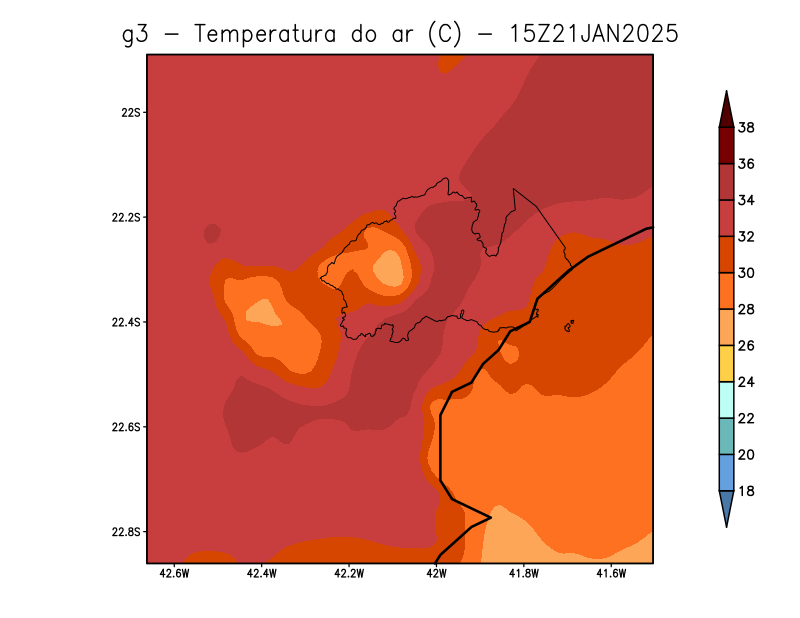 g3 - Temperatura do ar (C) - 15Z21JAN2025
22S
22.2S
22.4S
22.6S
22.8S
42.6W
42.4W
42.2W
42W
41.8W
41.6W
38
36
34
32
30
28
26
24
22
20
18